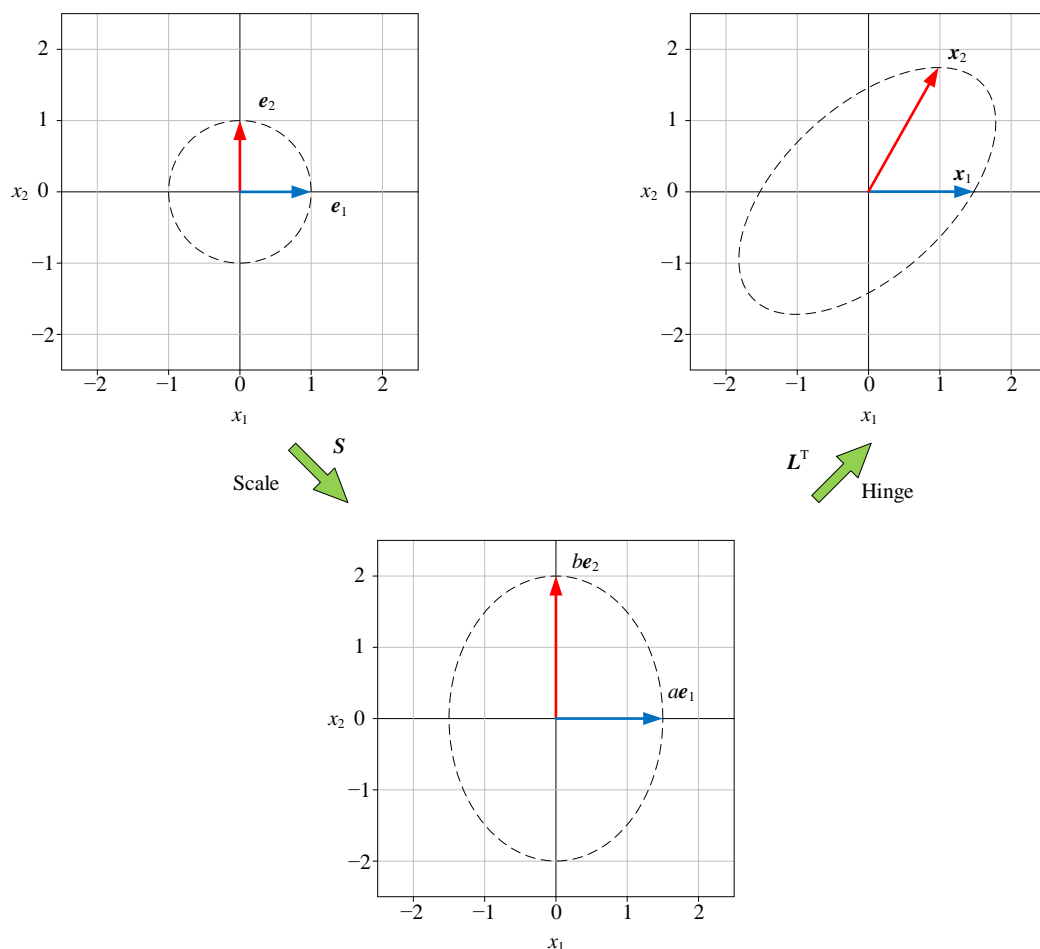 2
1
x₂ 0
−1
−2
−2 −1 0 1 2
x₁
e₂
e₁
2
1
x₂ 0
−1
−2
−2 −1 0 1 2
x₁
x₂
x₁
S
Scale
Lᵀ
Hinge
2
1
x₂ 0
−1
−2
−2 −1 0 1 2
x₁
be₂
ae₁